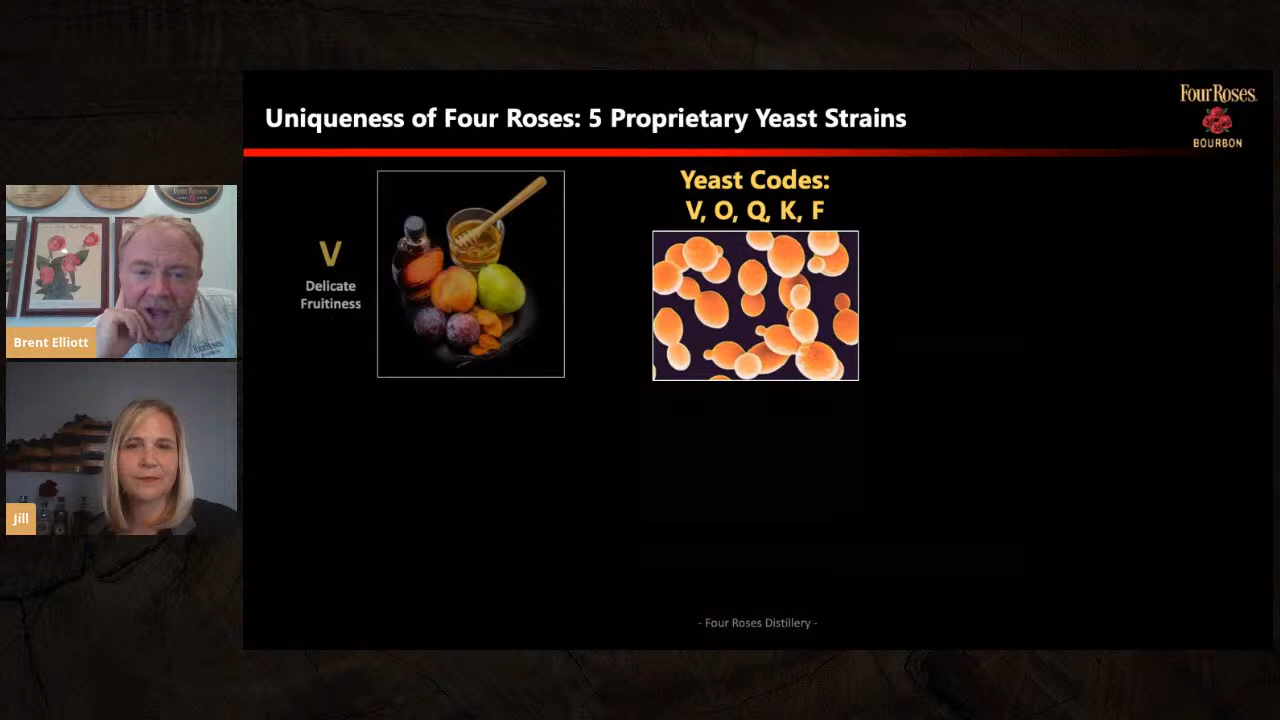 Uniqueness of Four Roses: 5 Proprietary Yeast Strains
Four Roses.
BOURBON
Yeast Codes:
V, O, Q, K, F
V
Delicate
Fruitiness
Brent Elliott
Jill
- Four Roses Distillery -